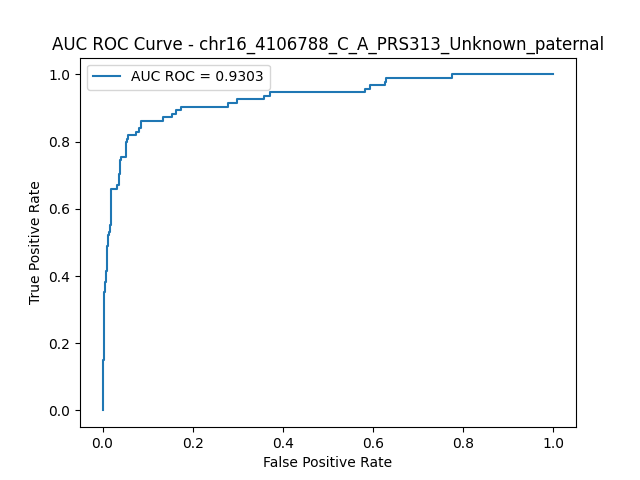 AUC ROC Curve - chr16_4106788_C_A_PRS313_Unknown_paternal
AUC ROC = 0.9303
1.0
0.8
0.6
0.4
0.2
0.0
True Positive Rate
0.0 0.2 0.4 0.6 0.8 1.0
False Positive Rate